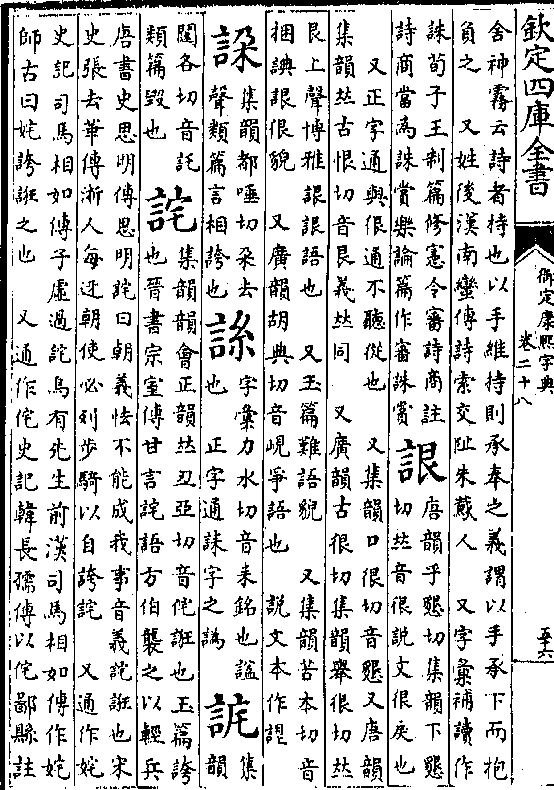 欽定四庫全書
御定康熙字典
卷二十八
至六
含神霧云詩者持也以手維持則承奉之義謂以手承下而抱
負之 又姓後漢南蠻傳詩索交阯朱䳒人 又字彙補讀作
誅荀子王制篇修憲令審詩商註
詩商當為誅賞樂論篇作審誅賞
詪
唐韻乎懇切集韻下懇
切𠀤音很說文很戾也
又正字通與很通不聽從也 又集韻口很切音懇又唐韻
集韻𠀤古恨切音艮義𠀤同 又廣韻古很切集韻舉很切𠀤
艮上聲博雅詪詪語也 又玉篇難語貌 又集韻苦本切音
捆謉詪很貌 又廣韻胡典切音峴爭語也 說文本作䛐
集韻都唾切朶去
聲類篇言相誇也
字彙力水切音耒銘也諡
也 正字通誄字之譌
集韻
闥各切音託
類篇毀也
詫
集韻韻會正韻𠀤丑亞切音侘誑也玉篇誇
也晉書宗室傳甘言詫語方伯襲之以輕兵
唐書史思明傳思明詫曰朝義怯不能成我事音義詫誑也宋
史張去華傳浙人每迓朝使必列步騎以自誇詫 又通作姹
史記司馬相如傳子虛過詫烏有先生前漢司馬相如傳作姹
師古曰姹誇誑之也 又通作侘史記韓長孺傳以侘鄙縣註